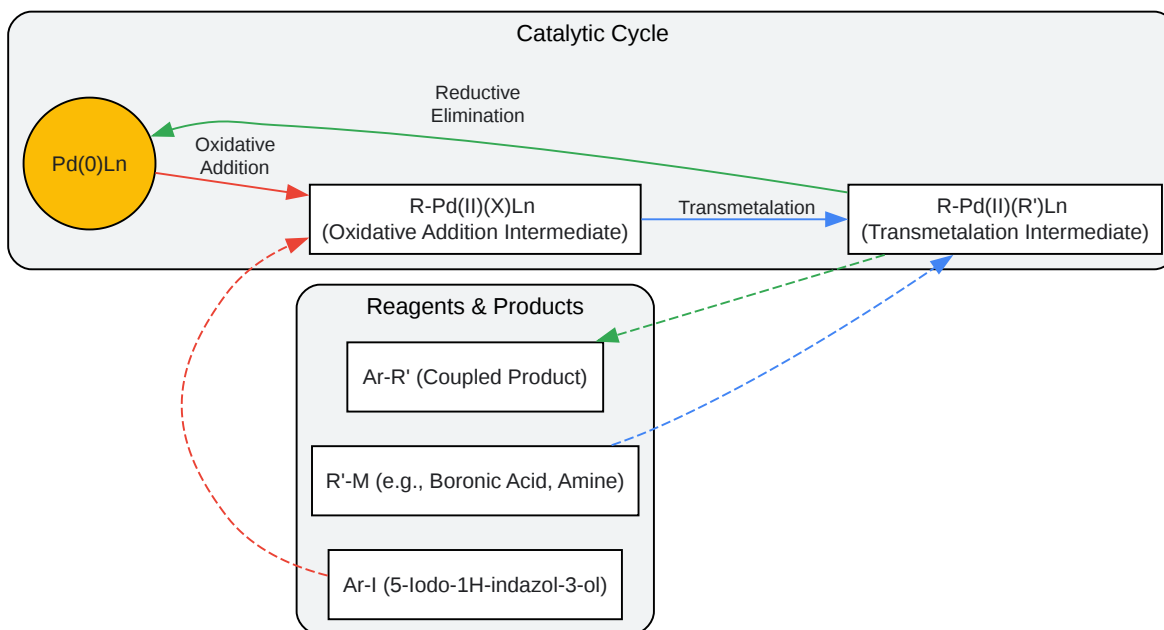 Catalytic Cycle
Reductive
Elimination
Oxidative
Addition
Pd(0)Ln
R-Pd(II)(X)Ln
(Oxidative Addition Intermediate)
Transmetalation
R-Pd(II)(R')Ln
(Transmetalation Intermediate)
Reagents & Products
Ar-R' (Coupled Product)
R'-M (e.g., Boronic Acid, Amine)
Ar-I (5-Iodo-1H-indazol-3-ol)